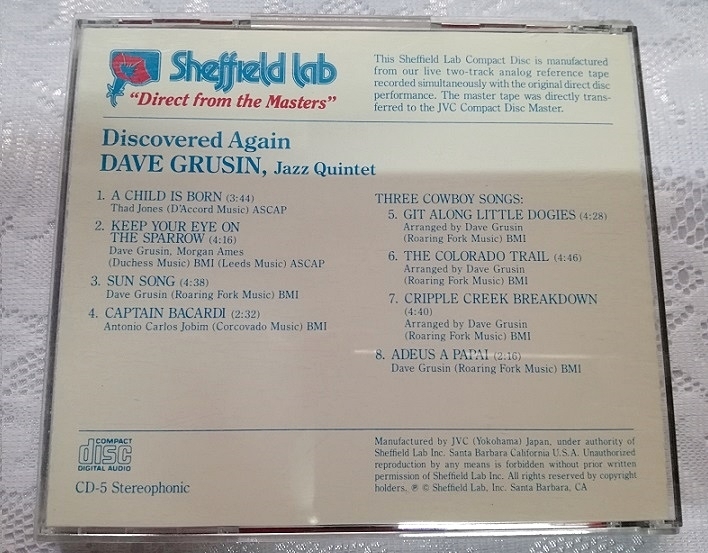 Sheffield Lab
"Direct from the Masters"
This Sheffield Lab Compact Disc is manufactured
from our live two-track analog reference tape
recorded simultaneously with the original direct disc
performance. The master tape was directly trans-
ferred to the JVC Compact Disc Master.
Discovered Again
DAVE GRUSIN, Jazz Quintet
1. A CHILD IS BORN (3:44)
Thad Jones (D'Accord Music) ASCAP
2. KEEP YOUR EYE ON
THE SPARROW (4:16)
Dave Grusin, Morgan Ames
(Duchess Music) BMI (Leeds Music) ASCAP
3. SUN SONG (4:38)
Dave Grusin (Roaring Fork Music) BMI
4. CAPTAIN BACARDI (2:32)
Antonio Carlos Jobim (Corcovado Music) BMI
THREE COWBOY SONGS:
5. GIT ALONG LITTLE DOGIES (4:28)
Arranged by Dave Grusin
(Roaring Fork Music) BMI
6. THE COLORADO TRAIL (4:46)
Arranged by Dave Grusin
(Roaring Fork Music) BMI
7. CRIPPLE CREEK BREAKDOWN
(4:40)
Arranged by Dave Grusin
(Roaring Fork Music) BMI
8. ADEUS A PAPAI (2:16)
Dave Grusin (Roaring Fork Music) BMI
COMPACT
disc
DIGITAL AUDIO
CD-5 Stereophonic
Manufactured by JVC (Yokohama) Japan, under authority of
Sheffield Lab Inc. Santa Barbara California U.S.A. Unauthorized
reproduction by any means is forbidden without prior written
permission of Sheffield Lab Inc. All rights reserved by copyright
holders. ℗ © Sheffield Lab, Inc. Santa Barbara, CA